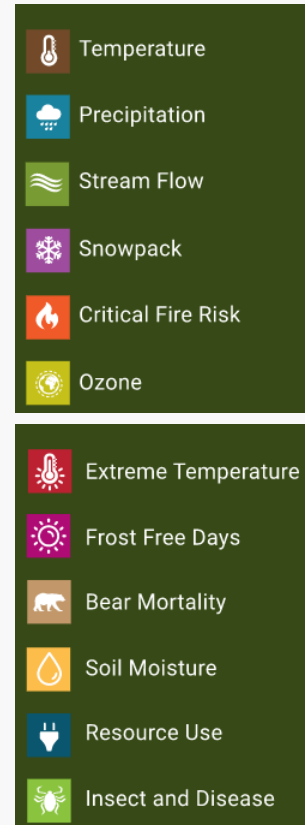 Temperature
Precipitation
Stream Flow
Snowpack
Critical Fire Risk
Ozone
Extreme Temperature
Frost Free Days
Bear Mortality
Soil Moisture
Resource Use
Insect and Disease